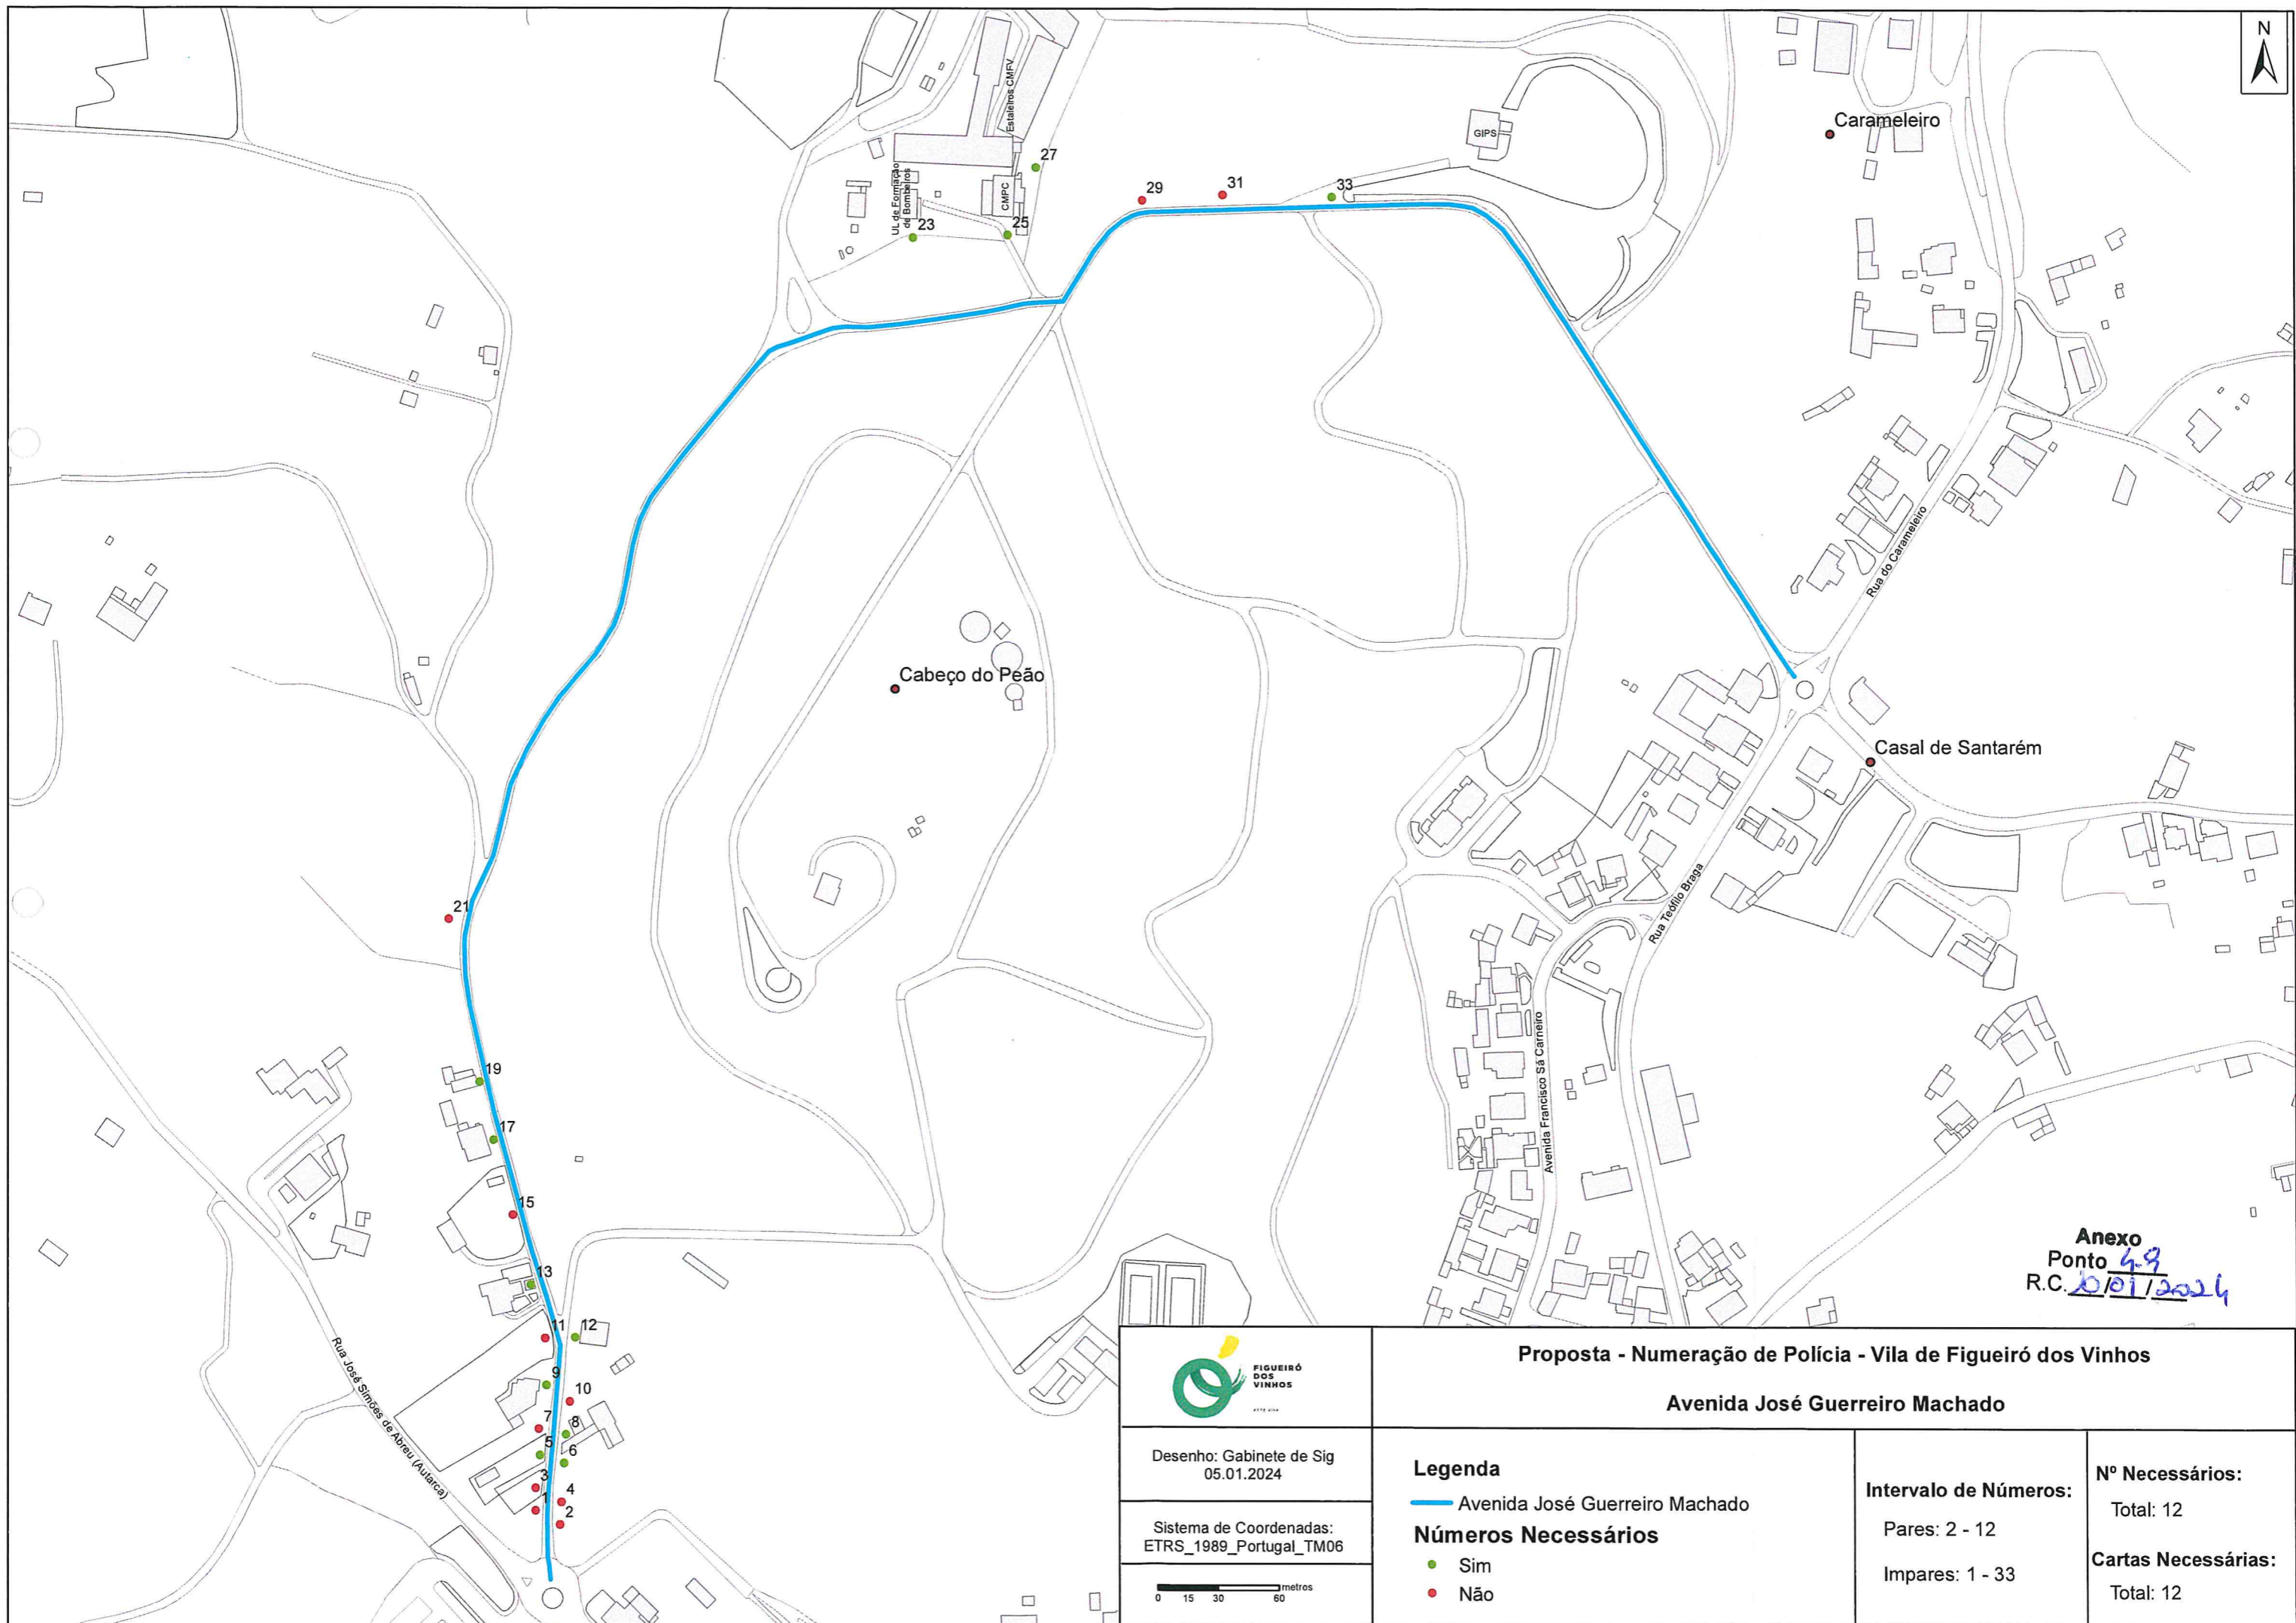 N
Carameleiro
GIPS
Estaleiros CMFV
CMPC
UL de Formação
de Bombeiros
27
29
31
33
23
25
Rua do Carameleiro
Cabeço do Peão
Casal de Santarém
Rua Teófilo Braga
Avenida Francisco Sá Carneiro
21
19
17
15
13
11
12
9
10
7
8
5
6
3
4
1
2
Rua José Simões de Abreu (Autarca)
Anexo
Ponto 4.9
R.C. /01/2024
FIGUEIRÓ
DOS
VINHOS
Proposta - Numeração de Polícia - Vila de Figueiró dos Vinhos
Avenida José Guerreiro Machado
Desenho: Gabinete de Sig
05.01.2024
Sistema de Coordenadas:
ETRS_1989_Portugal_TM06
metros
0 15 30 60
Legenda
Avenida José Guerreiro Machado
Números Necessários
Sim
Não
Intervalo de Números:
Pares: 2 - 12
Impares: 1 - 33
Nº Necessários:
Total: 12
Cartas Necessárias:
Total: 12